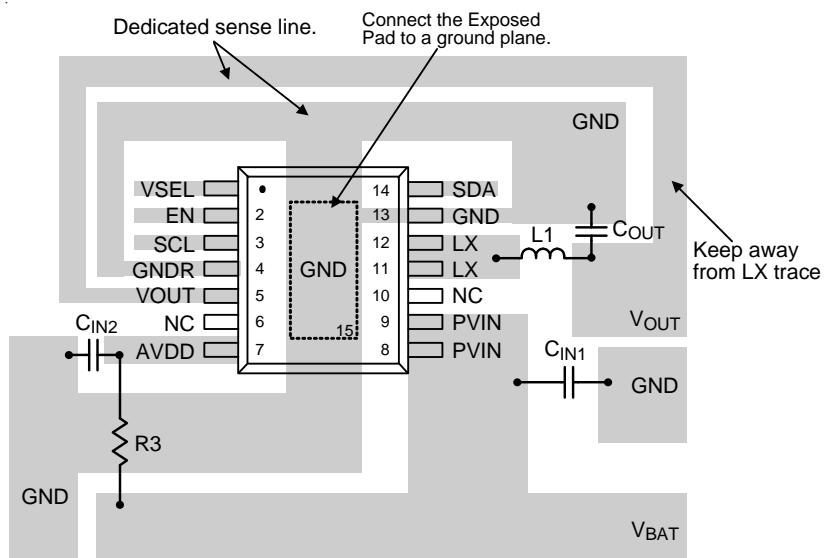 Dedicated sense line.
Connect the Exposed
Pad to a ground plane.
GND
VSEL
14
SDA
EN
2
13
GND
SCL
3
12
LX
L1
COUT
GNDR
4
GND
11
LX
Keep away
from LX trace
VOUT
5
10
NC
CIN2
NC
6
15
9
PVIN
VOUT
AVDD
7
8
PVIN
CIN1
GND
R3
GND
VBAT